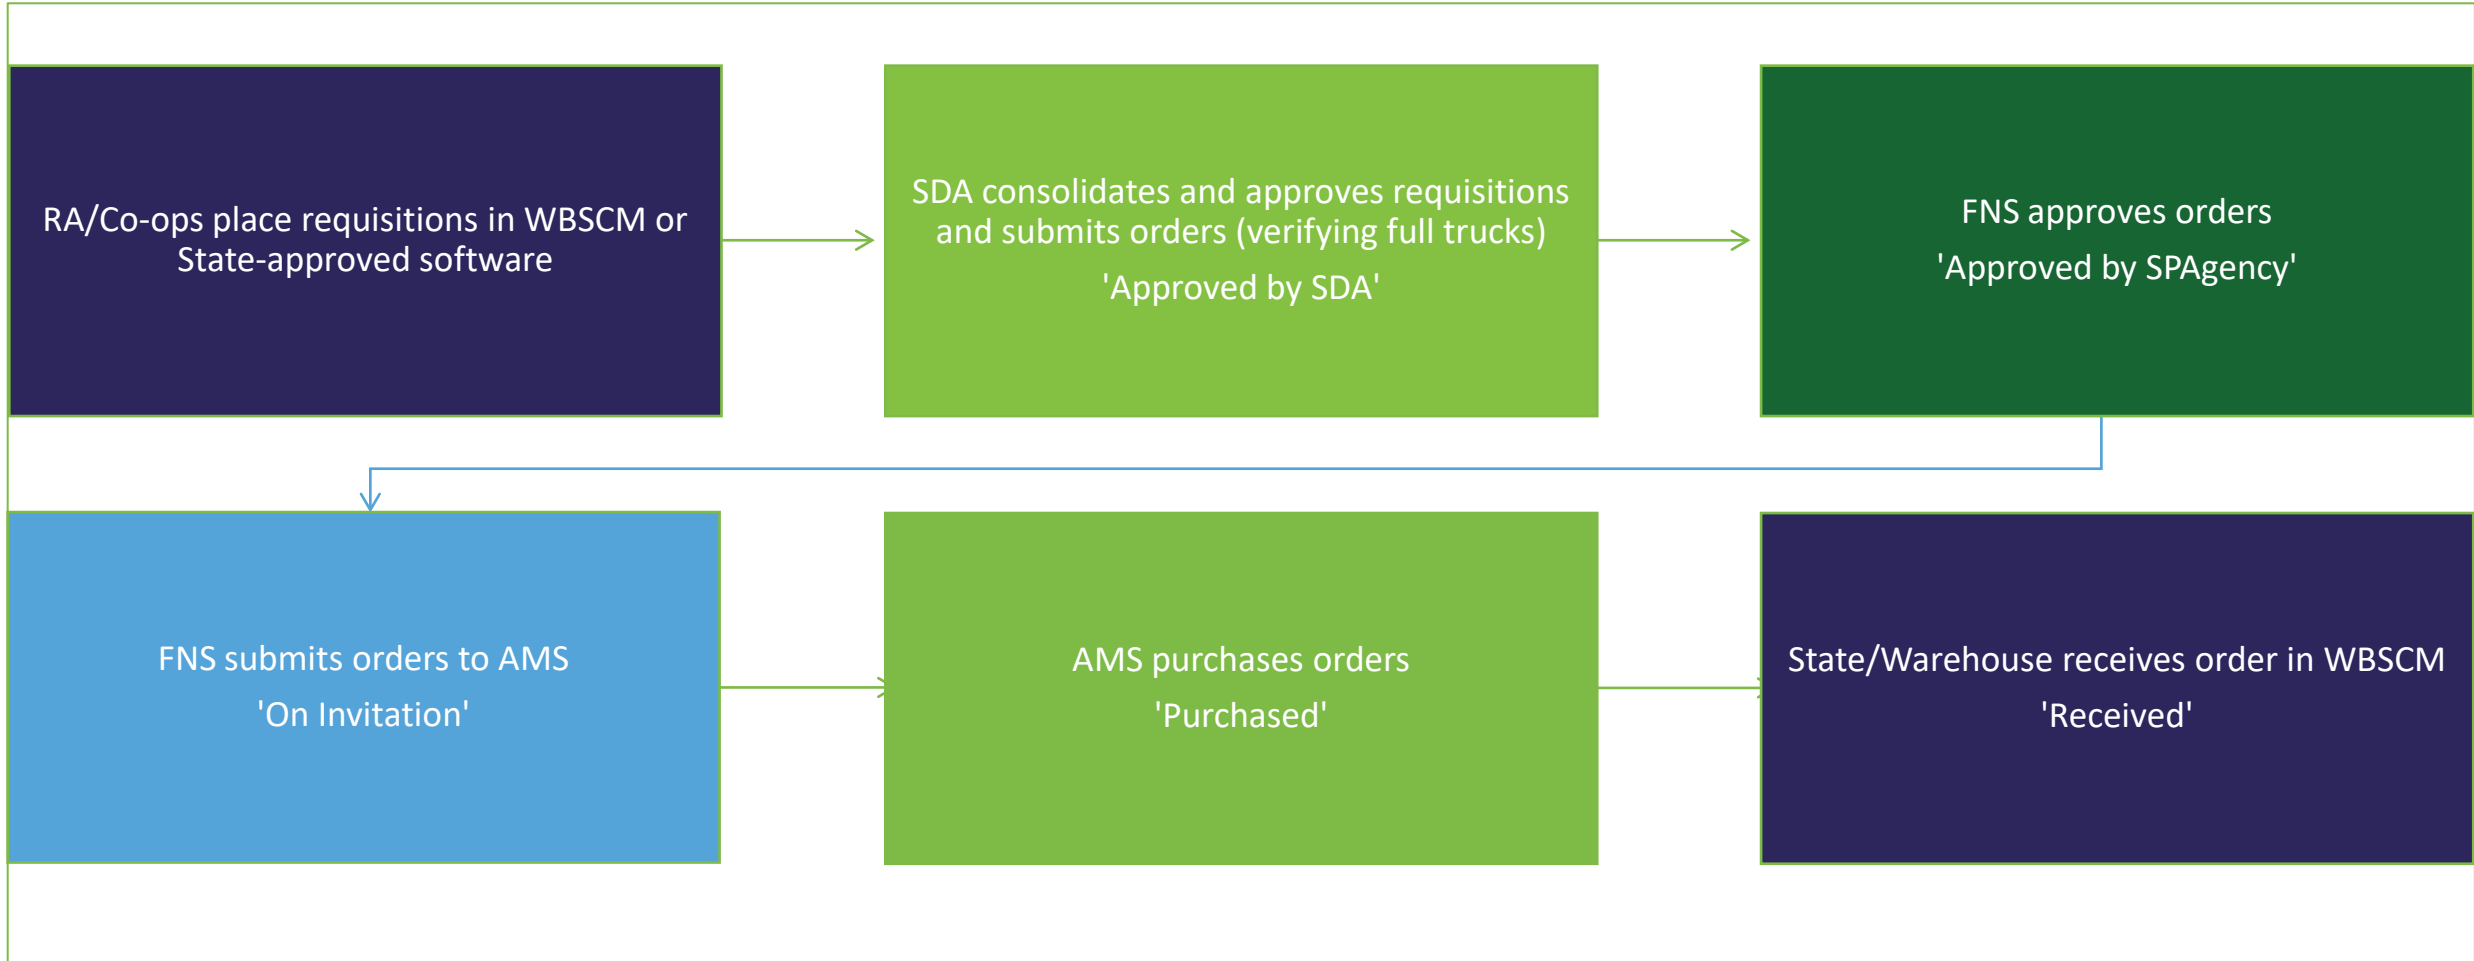 RA/Co-ops place requisitions in WBSCM or
State-approved software
SDA consolidates and approves requisitions
and submits orders (verifying full trucks)
'Approved by SDA'
FNS approves orders
'Approved by SPAgency'
FNS submits orders to AMS
'On Invitation'
AMS purchases orders
'Purchased'
State/Warehouse receives order in WBSCM
'Received'